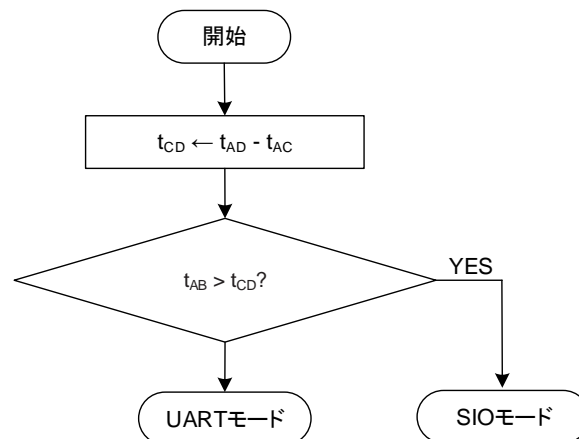 開始
tCD ← tAD - tAC
tAB > tCD?
YES
UARTモード
SIOモード